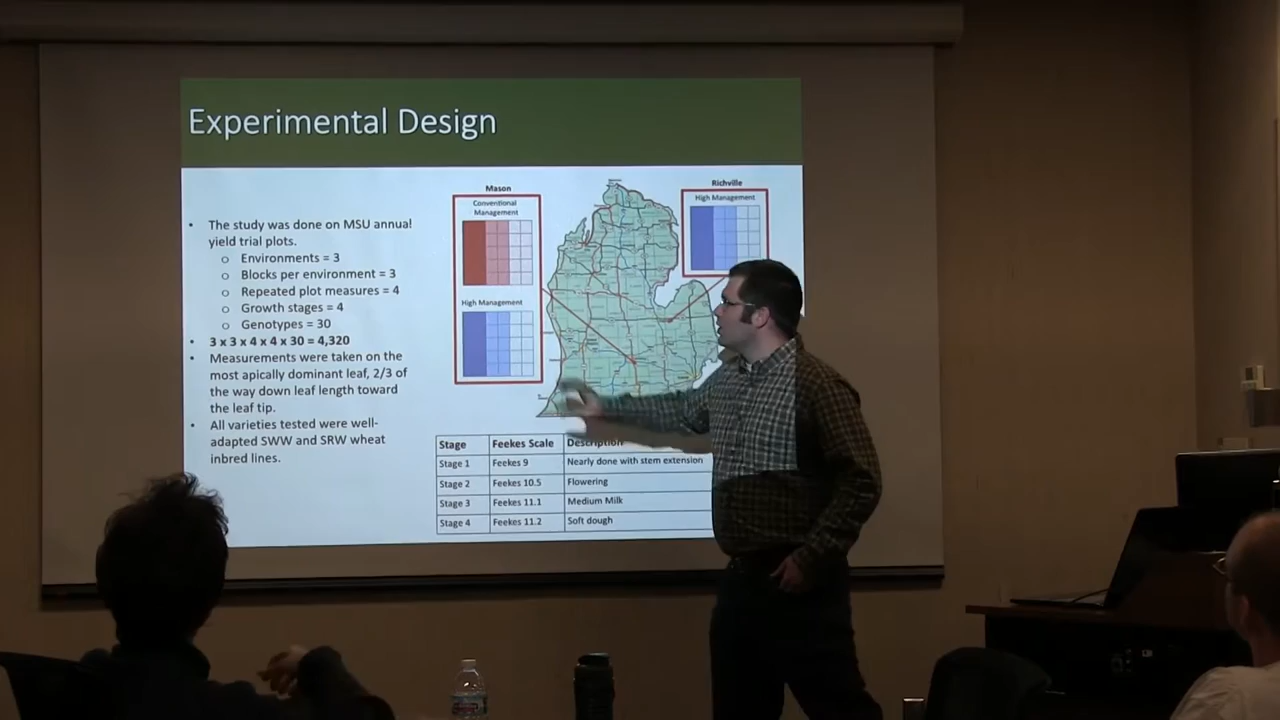 Experimental Design
• The study was done on MSU annual
yield trial plots.
o Environments = 3
o Blocks per environment = 3
o Repeated plot measures = 4
o Growth stages = 4
o Genotypes = 30
• 3 x 3 x 4 x 4 x 30 = 4,320
• Measurements were taken on the
most apically dominant leaf, 2/3 of
the way down leaf length toward
the leaf tip.
• All varieties tested were well-
adapted SWW and SRW wheat
inbred lines.
Mason
Conventional
Management
High Management
Richville
High Management
Stage Feekes Scale Description
Stage 1 Feekes 9 Nearly done with stem extension
Stage 2 Feekes 10.5 Flowering
Stage 3 Feekes 11.1 Medium Milk
Stage 4 Feekes 11.2 Soft dough